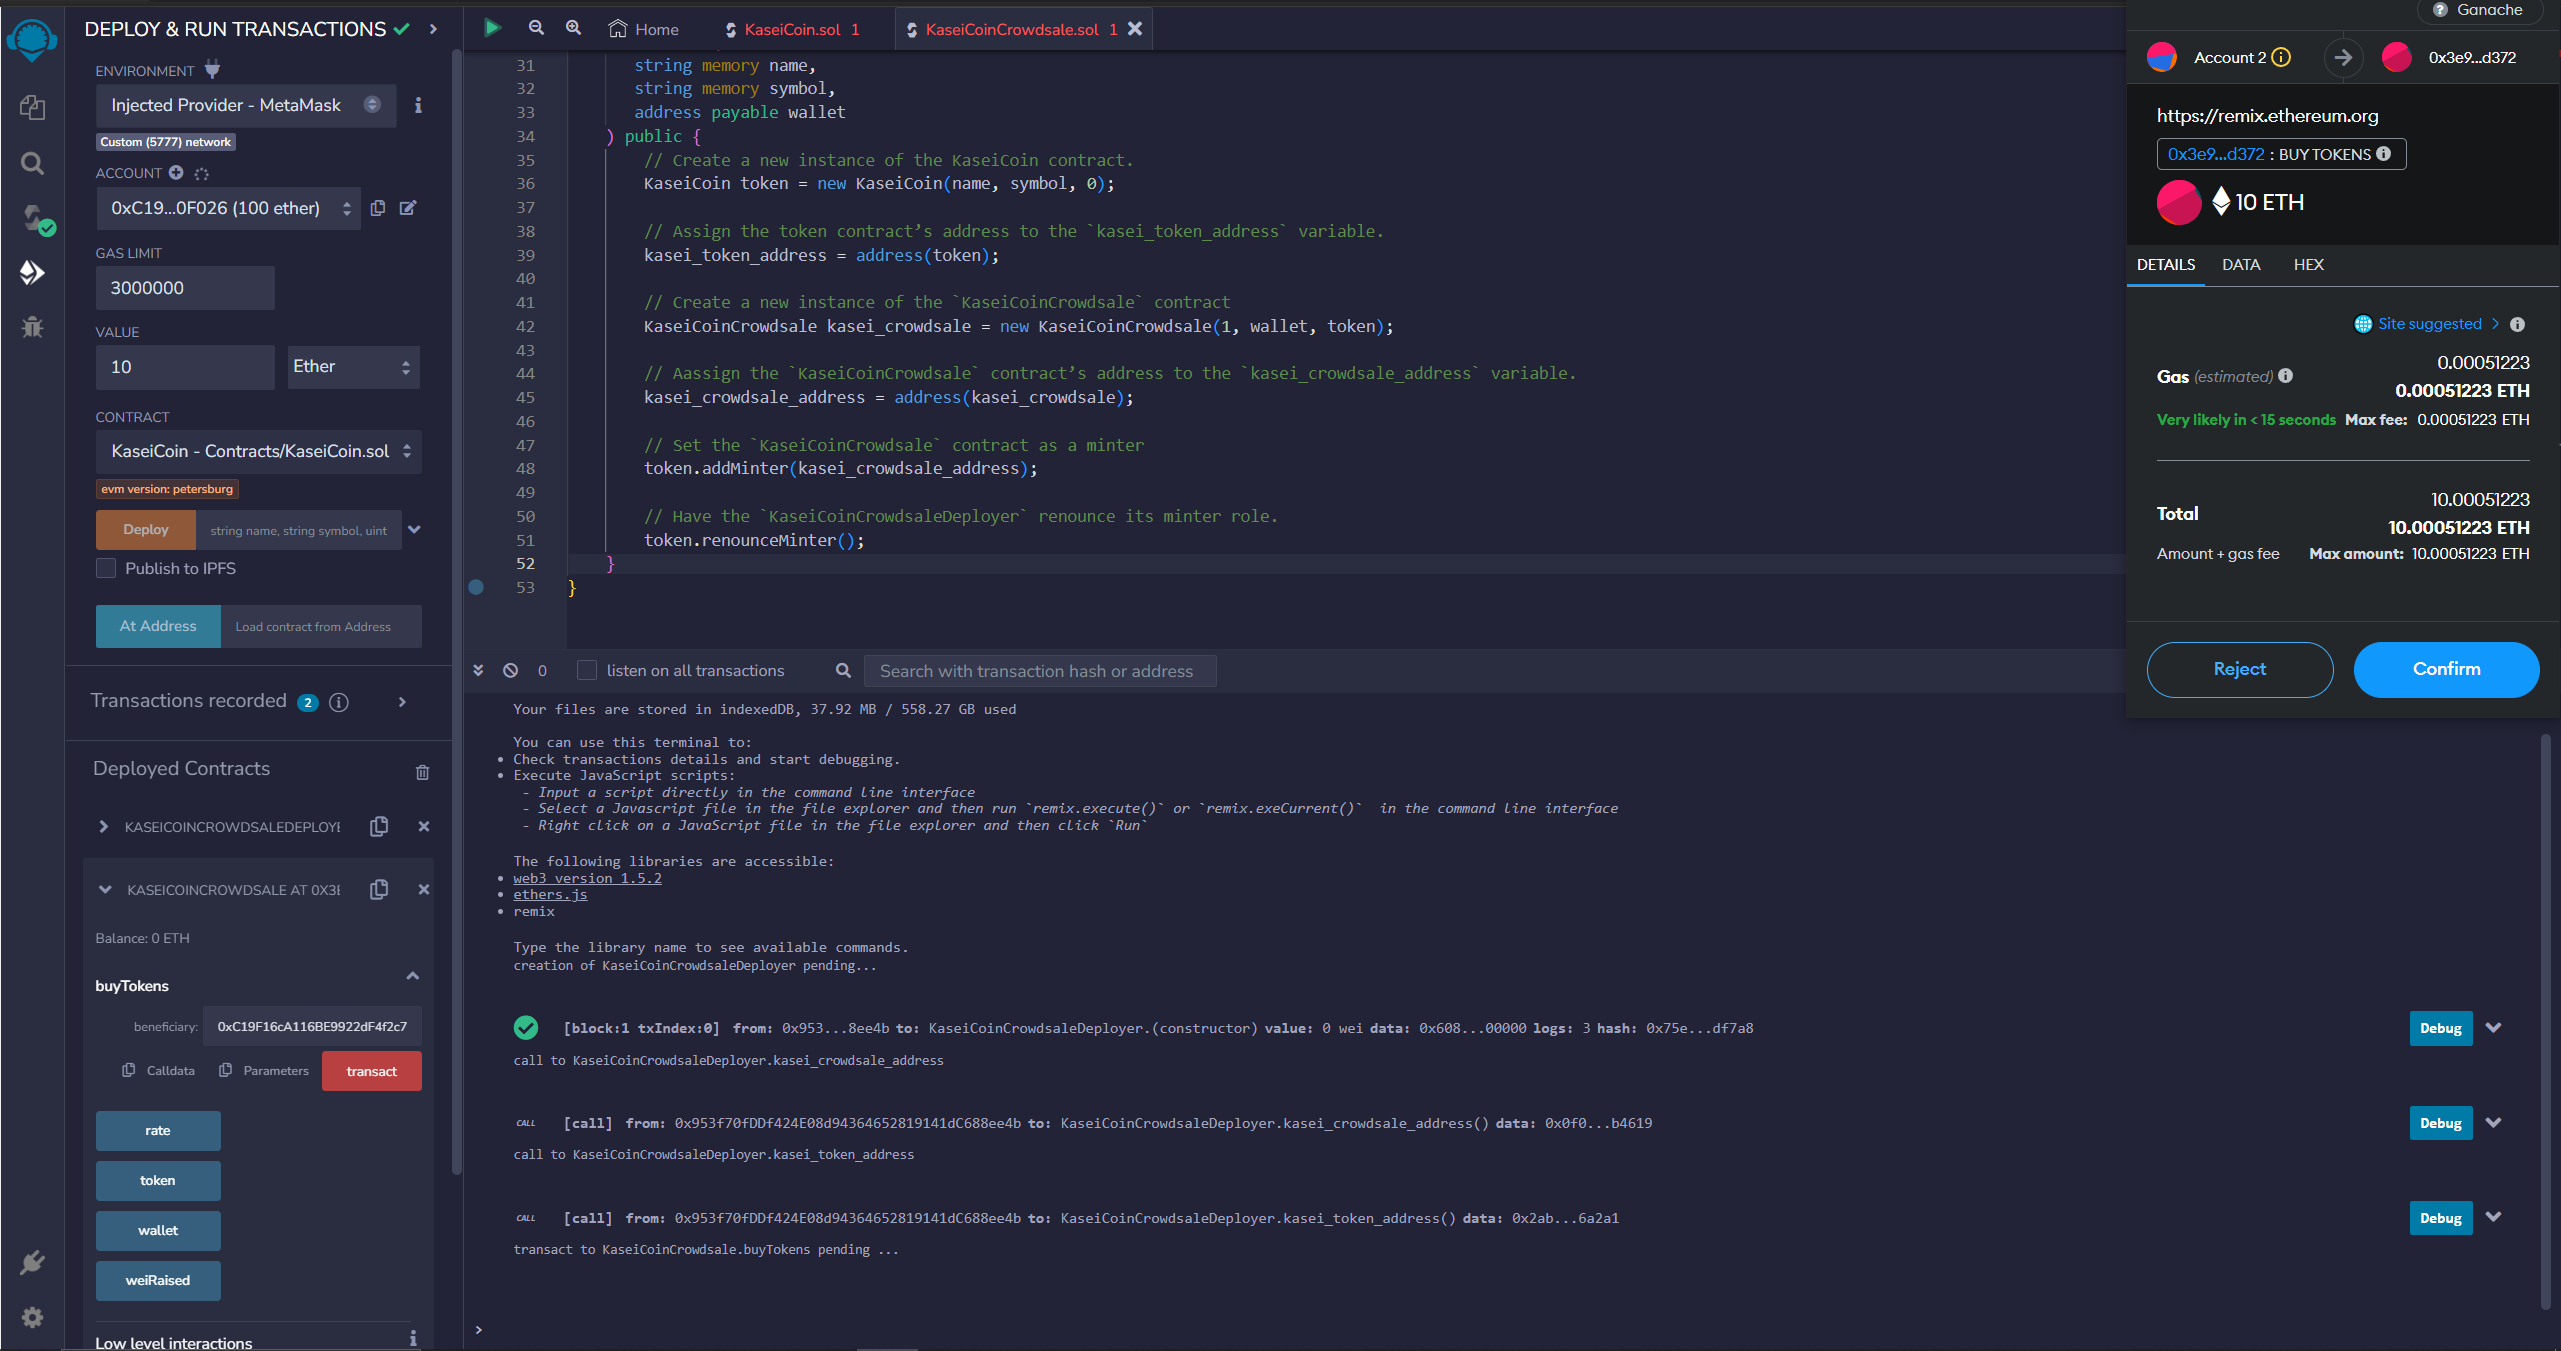 DEPLOY & RUN TRANSACTIONS
ENVIRONMENT
Injected Provider - MetaMask
Custom (5777) network
ACCOUNT
0xC19...0F026 (100 ether)
GAS LIMIT
3000000
VALUE
10
Ether
CONTRACT
KaseiCoin - Contracts/KaseiCoin.sol
evm version: petersburg
Deploy
string name, string symbol, uint
Publish to IPFS
At Address
Load contract from Address
Transactions recorded 2
Deployed Contracts
KASEICOINCROWDSALEDEPLOYE
KASEICOINCROWDSALE AT 0X3E
Balance: 0 ETH
buyTokens
beneficiary: 0xC19F16cA116BE9922dF4f2c7
Calldata
Parameters
transact
rate
token
wallet
weiRaised
Low level interactions
Home
KaseiCoin.sol 1
KaseiCoinCrowdsale.sol 1
31 string memory name,
32 string memory symbol,
33 address payable wallet
34 ) public {
35 // Create a new instance of the KaseiCoin contract.
36 KaseiCoin token = new KaseiCoin(name, symbol, 0);
37
38 // Assign the token contract’s address to the `kasei_token_address` variable.
39 kasei_token_address = address(token);
40
41 // Create a new instance of the `KaseiCoinCrowdsale` contract
42 KaseiCoinCrowdsale kasei_crowdsale = new KaseiCoinCrowdsale(1, wallet, token);
43
44 // Aassign the `KaseiCoinCrowdsale` contract’s address to the `kasei_crowdsale_address` variable.
45 kasei_crowdsale_address = address(kasei_crowdsale);
46
47 // Set the `KaseiCoinCrowdsale` contract as a minter
48 token.addMinter(kasei_crowdsale_address);
49
50 // Have the `KaseiCoinCrowdsaleDeployer` renounce its minter role.
51 token.renounceMinter();
52 }
53 }
0
listen on all transactions
Search with transaction hash or address
Your files are stored in indexedDB, 37.92 MB / 558.27 GB used
You can use this terminal to:
• Check transactions details and start debugging.
• Execute JavaScript scripts:
- Input a script directly in the command line interface
- Select a Javascript file in the file explorer and then run `remix.execute()` or `remix.exeCurrent()` in the command line interface
- Right click on a JavaScript file in the file explorer and then click `Run`
The following libraries are accessible:
• web3 version 1.5.2
• ethers.js
• remix
Type the library name to see available commands.
creation of KaseiCoinCrowdsaleDeployer pending...
[block:1 txIndex:0] from: 0x953...8ee4b to: KaseiCoinCrowdsaleDeployer.(constructor) value: 0 wei data: 0x608...00000 logs: 3 hash: 0x75e...df7a8
Debug
call to KaseiCoinCrowdsaleDeployer.kasei_crowdsale_address
CALL [call] from: 0x953f70fDDf424E08d94364652819141dC688ee4b to: KaseiCoinCrowdsaleDeployer.kasei_crowdsale_address() data: 0x0f0...b4619
Debug
call to KaseiCoinCrowdsaleDeployer.kasei_token_address
CALL [call] from: 0x953f70fDDf424E08d94364652819141dC688ee4b to: KaseiCoinCrowdsaleDeployer.kasei_token_address() data: 0x2ab...6a2a1
Debug
transact to KaseiCoinCrowdsale.buyTokens pending ...
>
Ganache
Account 2
0x3e9...d372
https://remix.ethereum.org
0x3e9...d372 : BUY TOKENS
10 ETH
DETAILS
DATA
HEX
Site suggested >
0.00051223
Gas (estimated) 0.00051223 ETH
Very likely in < 15 seconds Max fee: 0.00051223 ETH
10.00051223
Total 10.00051223 ETH
Amount + gas fee Max amount: 10.00051223 ETH
Reject
Confirm